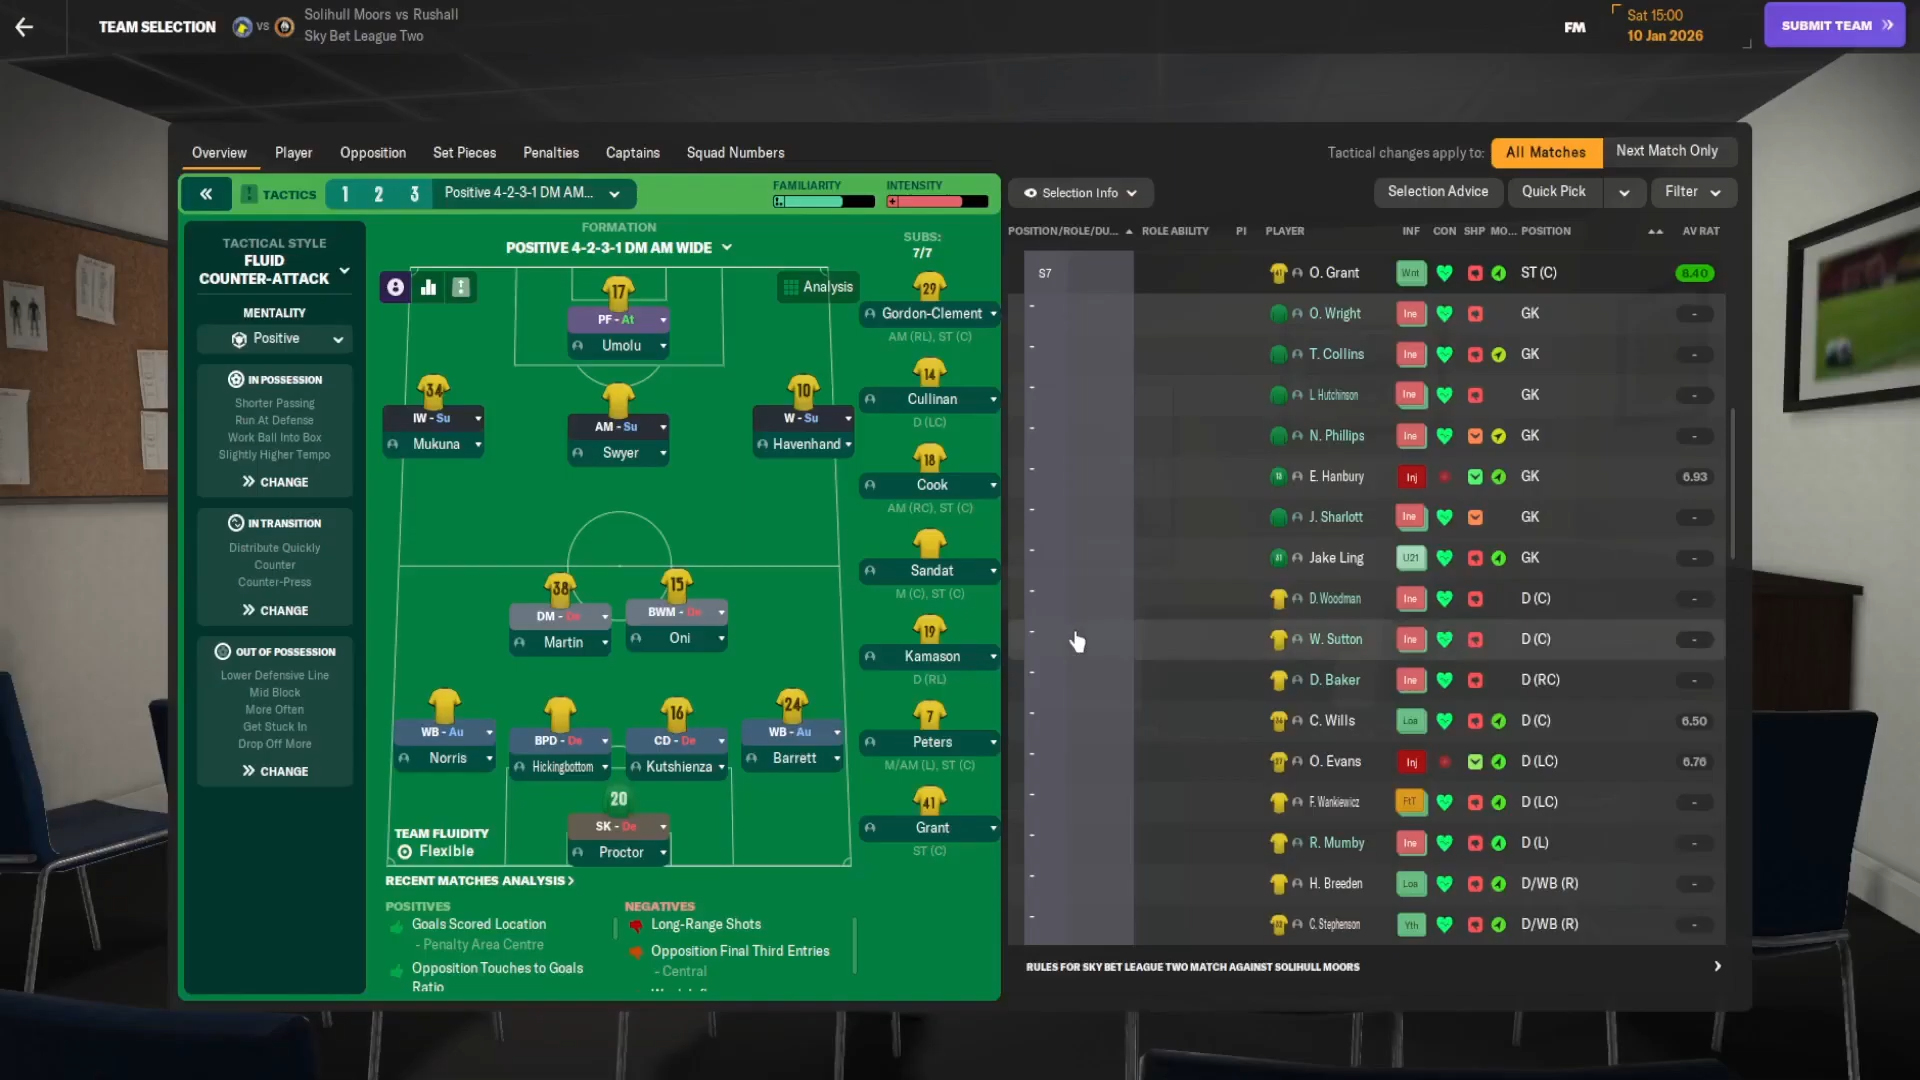 TEAM SELECTION
vs
Solihull Moors vs Rushall
Sky Bet League Two
FM
Sat 15:00
10 Jan 2026
SUBMIT TEAM
Overview
Player
Opposition
Set Pieces
Penalties
Captains
Squad Numbers
Tactical changes apply to:
All Matches
Next Match Only
TACTICS
1 2 3
Positive 4-2-3-1 DM AM...
FAMILIARITY
INTENSITY
Selection Info
Selection Advice
Quick Pick
Filter
TACTICAL STYLE
FLUID
COUNTER-ATTACK
MENTALITY
Positive
IN POSSESSION
Shorter Passing
Run At Defense
Work Ball Into Box
Slightly Higher Tempo
CHANGE
IN TRANSITION
Distribute Quickly
Counter
Counter-Press
CHANGE
OUT OF POSSESSION
Lower Defensive Line
Mid Block
More Often
Get Stuck In
Drop Off More
CHANGE
FORMATION
POSITIVE 4-2-3-1 DM AM WIDE
Analysis
17
PF - At
Umolu
34
IW - Su
Mukuna
AM - Su
Swyer
10
W - Su
Havenhand
38
DM - De
Martin
15
BWM - De
Oni
WB - Au
Norris
BPD - De
Hickingbottom
16
CD - De
Kutshienza
24
WB - Au
Barrett
20
SK - De
Proctor
TEAM FLUIDITY
Flexible
SUBS:
7/7
29
Gordon-Clement
AM (RL), ST (C)
14
Cullinan
D (LC)
18
Cook
AM (RC), ST (C)
Sandat
M (C), ST (C)
19
Kamason
D (RL)
7
Peters
M/AM (L), ST (C)
41
Grant
ST (C)
RECENT MATCHES ANALYSIS
POSITIVES
Goals Scored Location
- Penalty Area Centre
Opposition Touches to Goals
Ratio
NEGATIVES
Long-Range Shots
Opposition Final Third Entries
- Central
POSITION/ROLE/DU... ROLE ABILITY PI PLAYER INF CON SHP MO... POSITION AV RAT
S7 41 O. Grant Wnt ST (C) 8.40
- O. Wright Ine GK -
- T. Collins Ine GK -
- L. Hutchinson Ine GK -
- N. Phillips Ine GK -
- E. Hanbury Inj GK 6.93
- J. Sharlott Ine GK -
- Jake Ling U21 GK -
- D. Woodman Ine D (C) -
- W. Sutton Ine D (C) -
- D. Baker Ine D (RC) -
- C. Wills Loa D (C) 6.50
- O. Evans Inj D (LC) 6.76
- F. Wankiewicz FtT D (LC) -
- R. Mumby Ine D (L) -
- H. Breeden Loa D/WB (R) -
- C. Stephenson Yth D/WB (R) -
RULES FOR SKY BET LEAGUE TWO MATCH AGAINST SOLIHULL MOORS